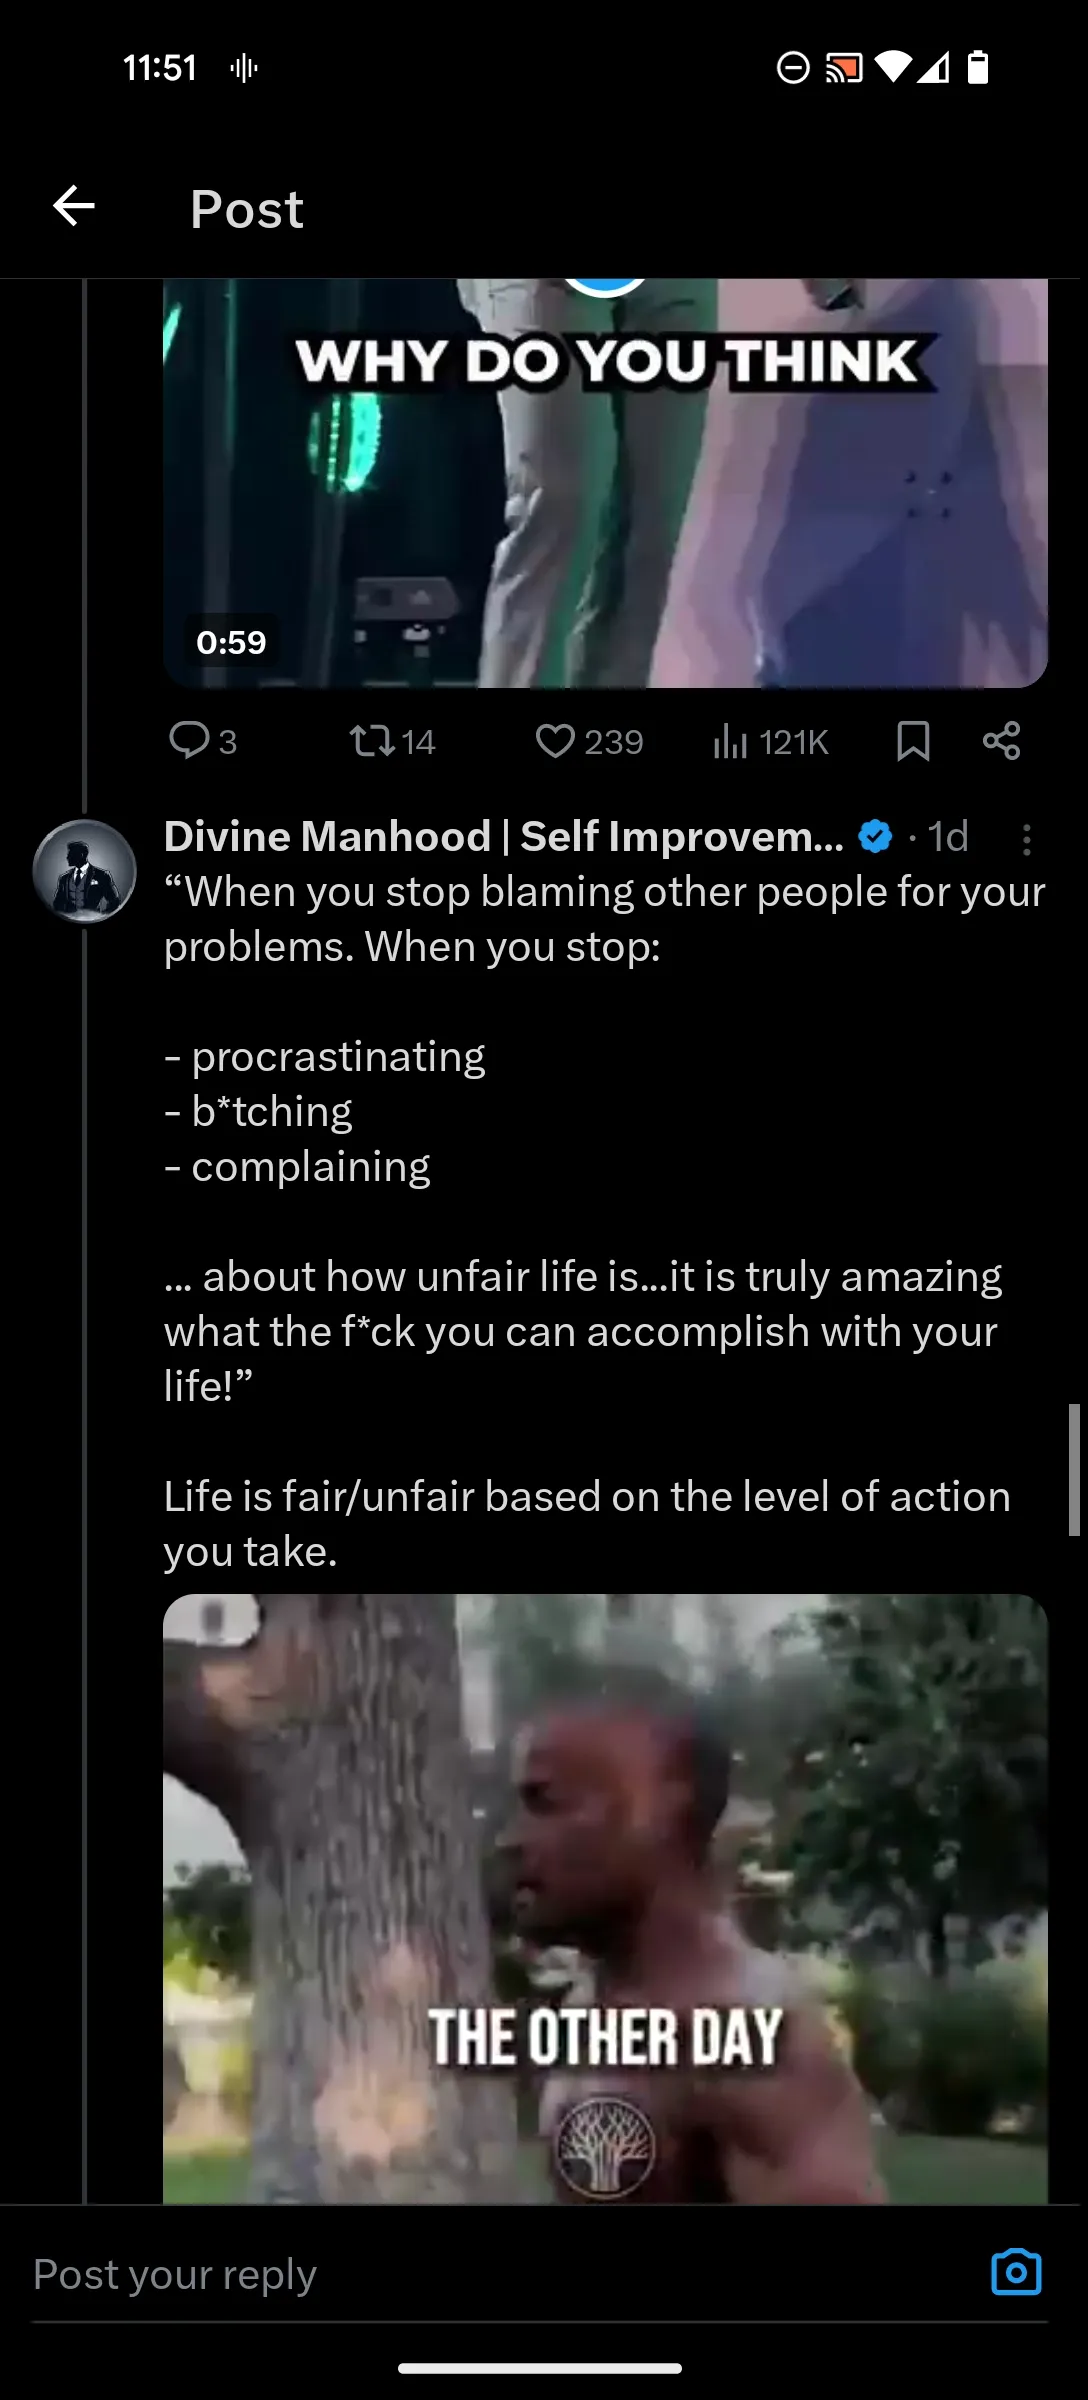 11:51
Post
WHY DO YOU THINK
0:59
3 14 239 121K
Divine Manhood | Self Improvem... · 1d
“When you stop blaming other people for your
problems. When you stop:
- procrastinating
- b*tching
- complaining
... about how unfair life is...it is truly amazing
what the f*ck you can accomplish with your
life!”
Life is fair/unfair based on the level of action
you take.
THE OTHER DAY
Post your reply